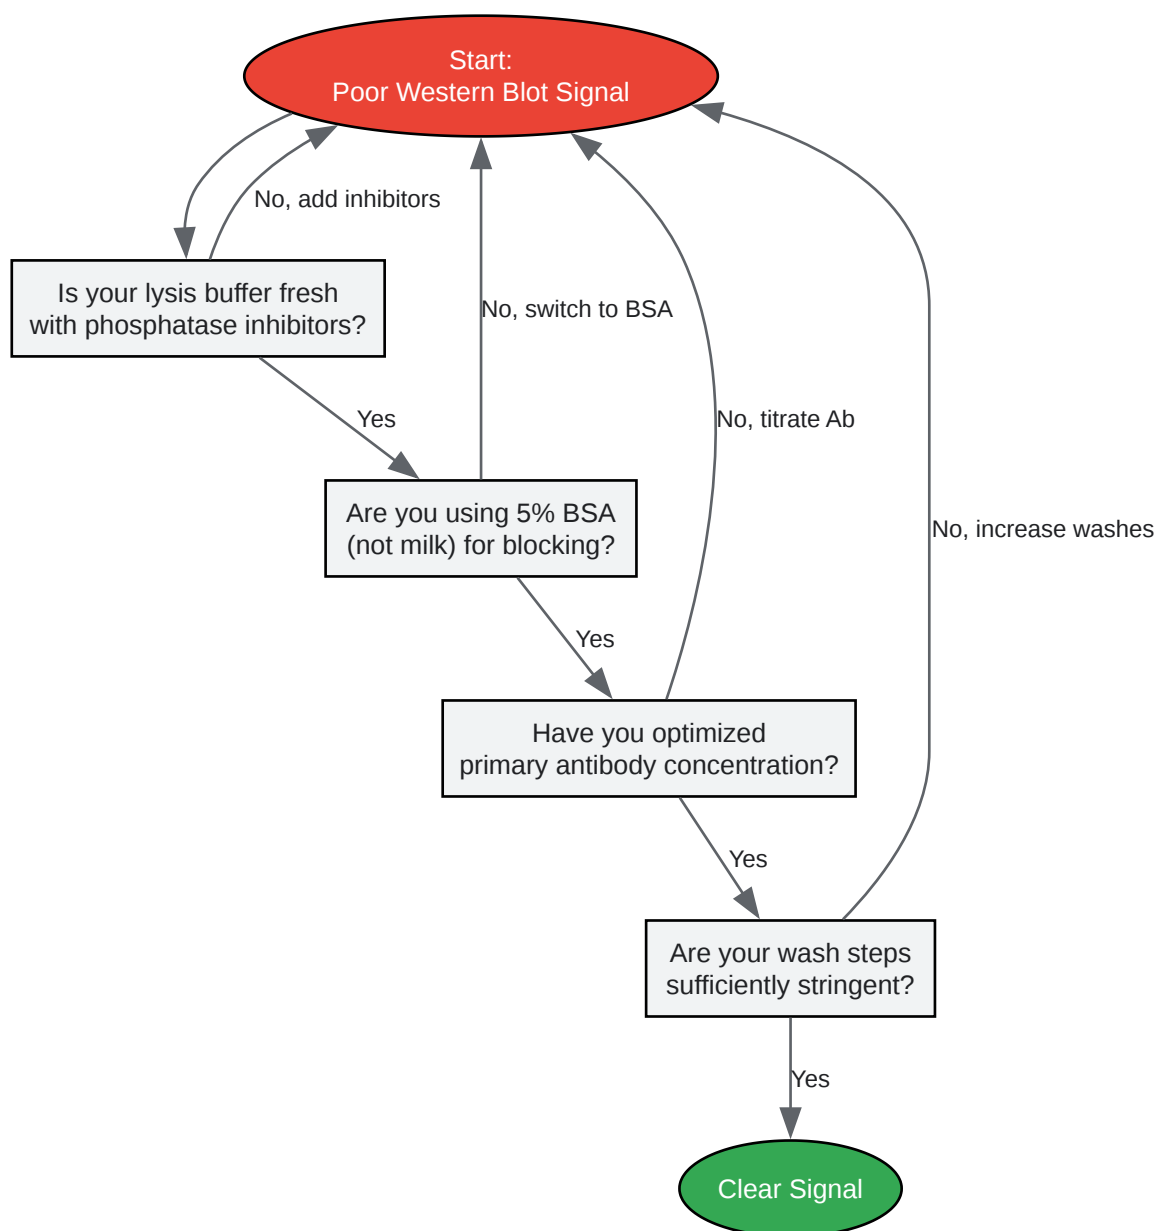 Start:
Poor Western Blot Signal
No, add inhibitors
Is your lysis buffer fresh
with phosphatase inhibitors?
No, switch to BSA
Yes
No, titrate Ab
Are you using 5% BSA
(not milk) for blocking?
No, increase washes
Yes
Have you optimized
primary antibody concentration?
Yes
Are your wash steps
sufficiently stringent?
Yes
Clear Signal